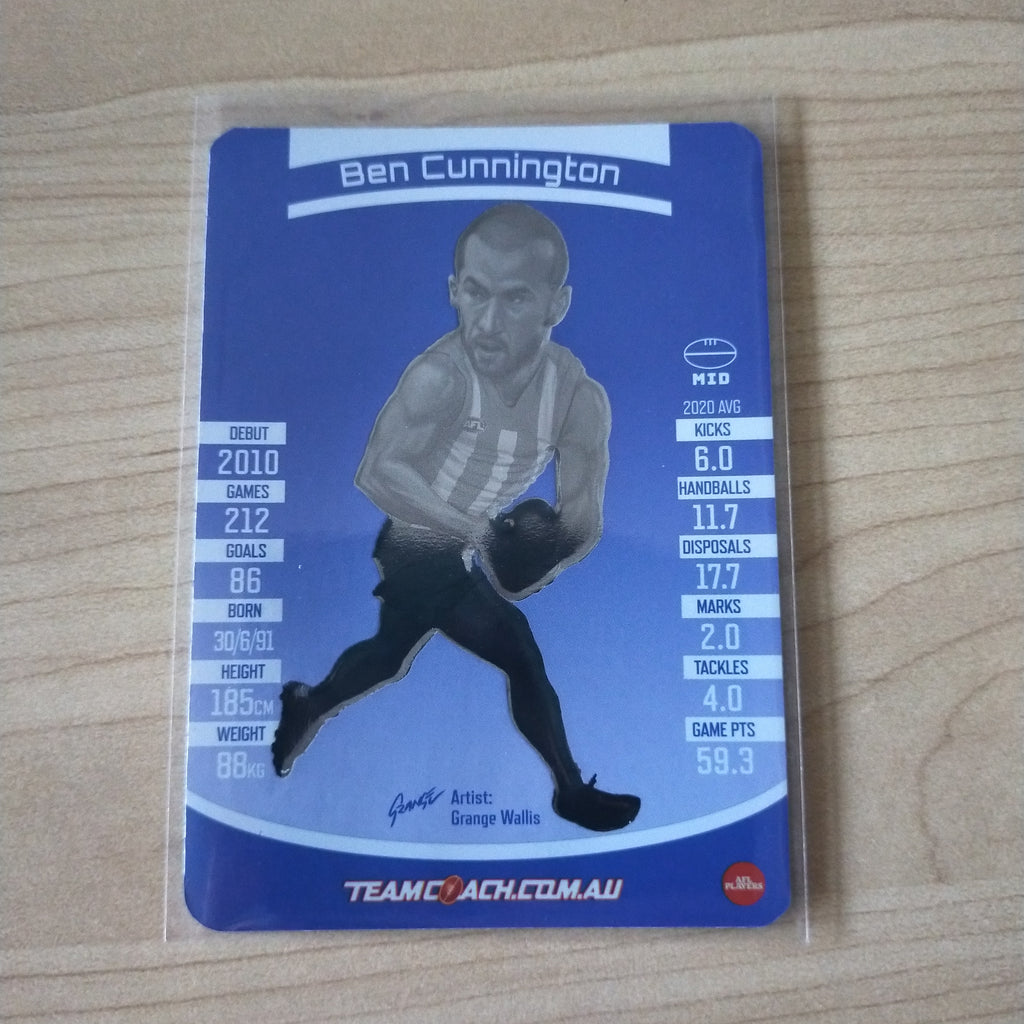 Ben Cunnington
MID
2020 AVG
DEBUT
2010
GAMES
212
GOALS
86
BORN
30/6/91
HEIGHT
185CM
WEIGHT
88KG
KICKS
6.0
HANDBALLS
11.7
DISPOSALS
17.7
MARKS
2.0
TACKLES
4.0
GAME PTS
59.3
AFL
GRANGE
Artist:
Grange Wallis
TEAMCOACH.COM.AU
AFL
PLAYERS